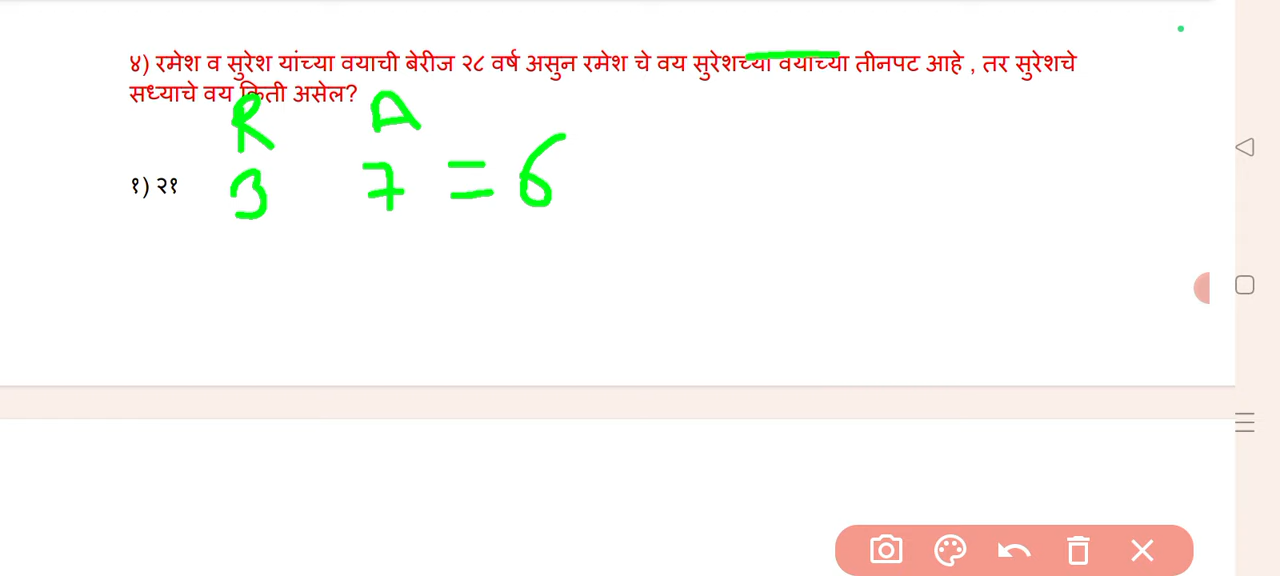 ४) रमेश व सुरेश यांच्या वयाची बेरीज २८ वर्ष असुन रमेश चे वय सुरेशच्या वयाच्या तीनपट आहे , तर सुरेशचे
सध्याचे वय किती असेल?
R A
१) २१ 3 7 = 6